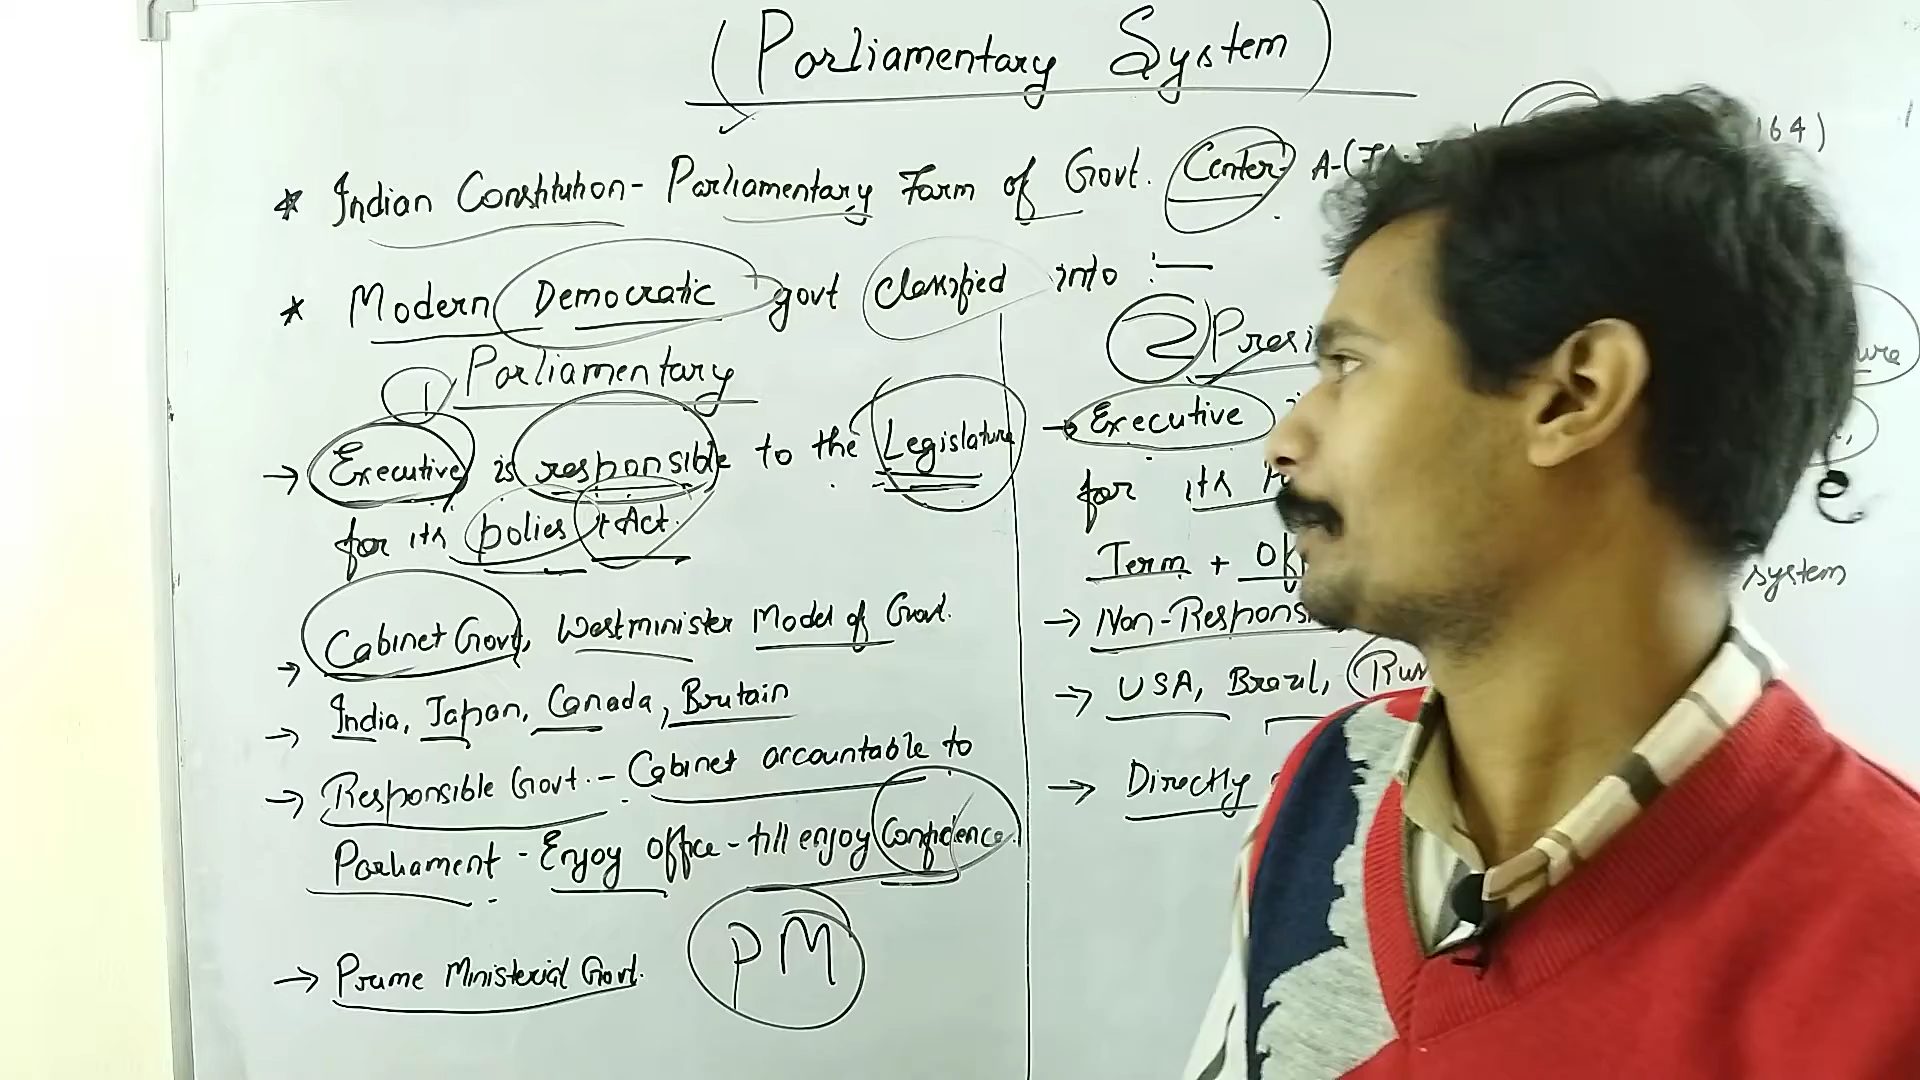 (Parliamentary System)
* Indian Constitution - Parliamentary Form of Govt. Center A-( 164)
* Modern Democratic govt classified into :-
1 Parliamentary
→ Executive is responsible to the Legislature
for its polies + Act.
→ Cabinet Govt, Westminister Model of Govt.
→ India, Japan, Canada, Britain
→ Responsible Govt. - Cabinet accountable to
Parliament - Enjoy office - till enjoy Confidence.
→ Prime Ministerial Govt. PM
2 Presi
→ Executive
for its
Term +
system
→ Non-Respons
→ USA, Brazil, Rus
→ Directly